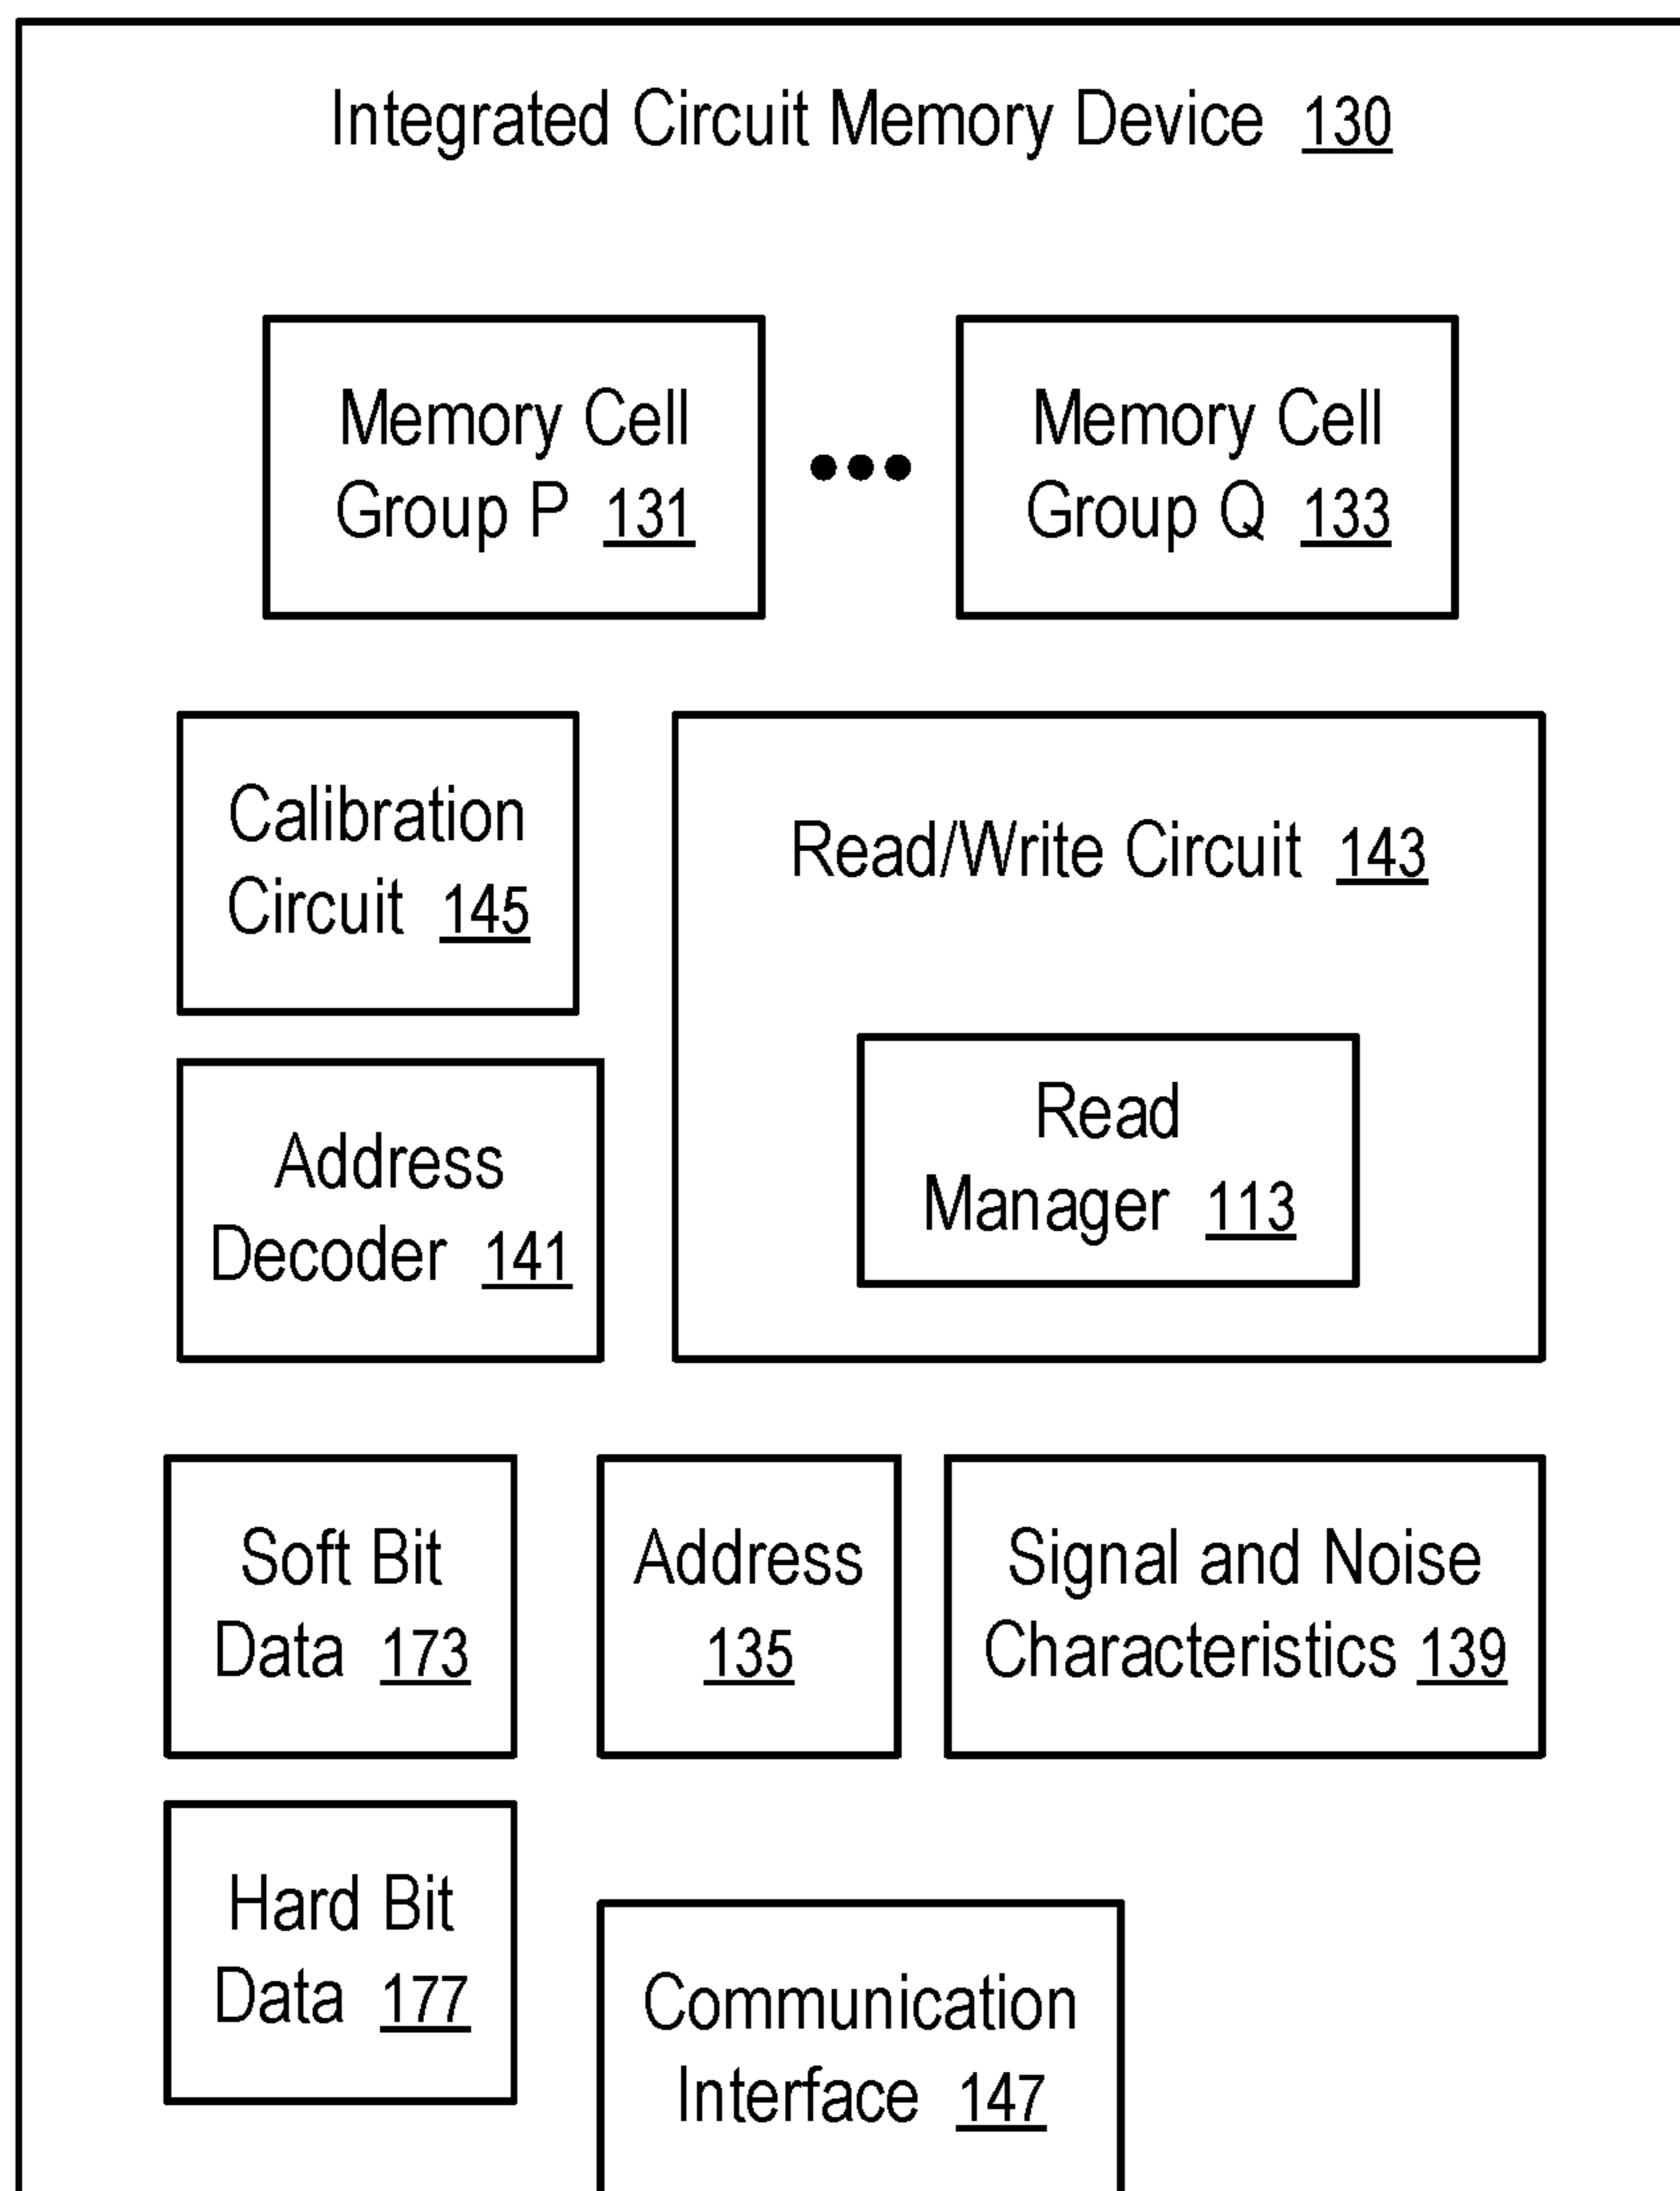 Integrated Circuit Memory Device 130
Memory Cell
Group P 131
Memory Cell
Group Q 133
Calibration
Circuit 145
Read/Write Circuit 143
Read
Manager 113
Address
Decoder 141
Soft Bit
Data 173
Address
135
Signal and Noise
Characteristics 139
Hard Bit
Data 177
Communication
Interface 147